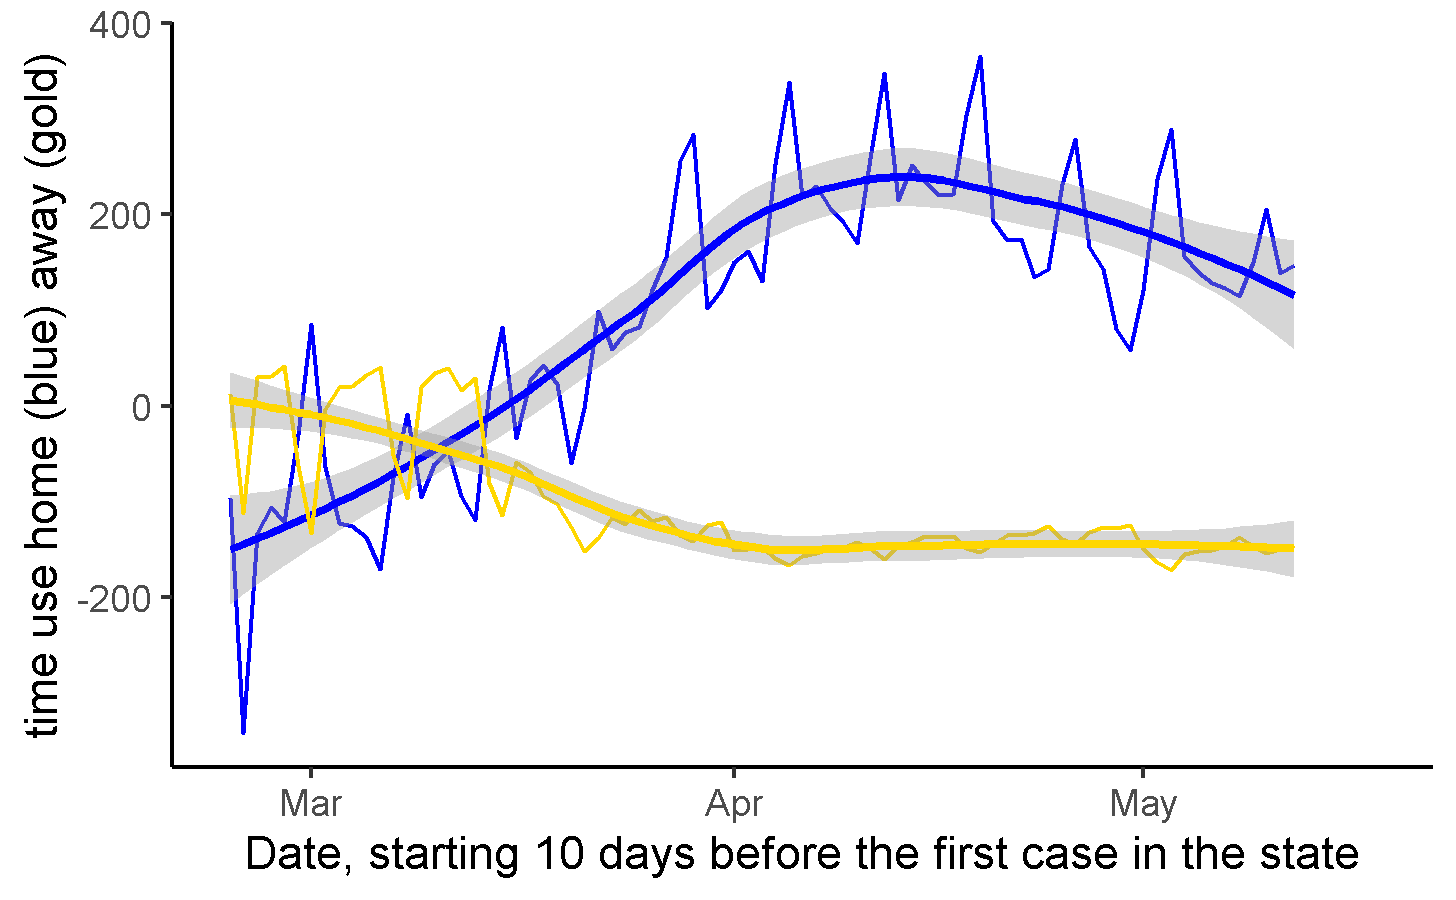 time use home (blue) away (gold)
400
200
0
-200
Mar Apr May
Date, starting 10 days before the first case in the state